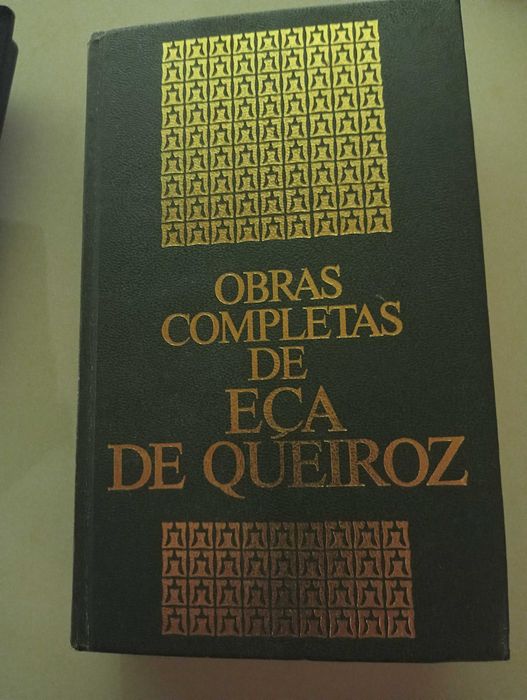 OBRAS
COMPLETAS
DE
EÇA
DE QUEIROZ